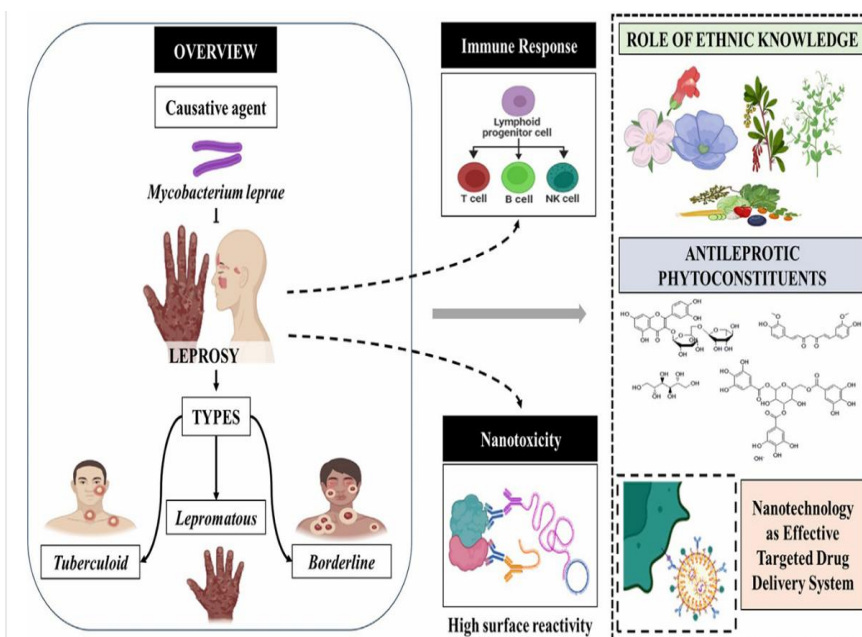 OVERVIEW
Causative agent
Mycobacterium leprae
LEPROSY
TYPES
Tuberculoid
Lepromatous
Borderline
Immune Response
Lymphoid
progenitor cell
T cell
B cell
NK cell
Nanotoxicity
High surface reactivity
ROLE OF ETHNIC KNOWLEDGE
ANTILEPROTIC
PHYTOCONSTITUENTS
Nanotechnology
as Effective
Targeted Drug
Delivery System